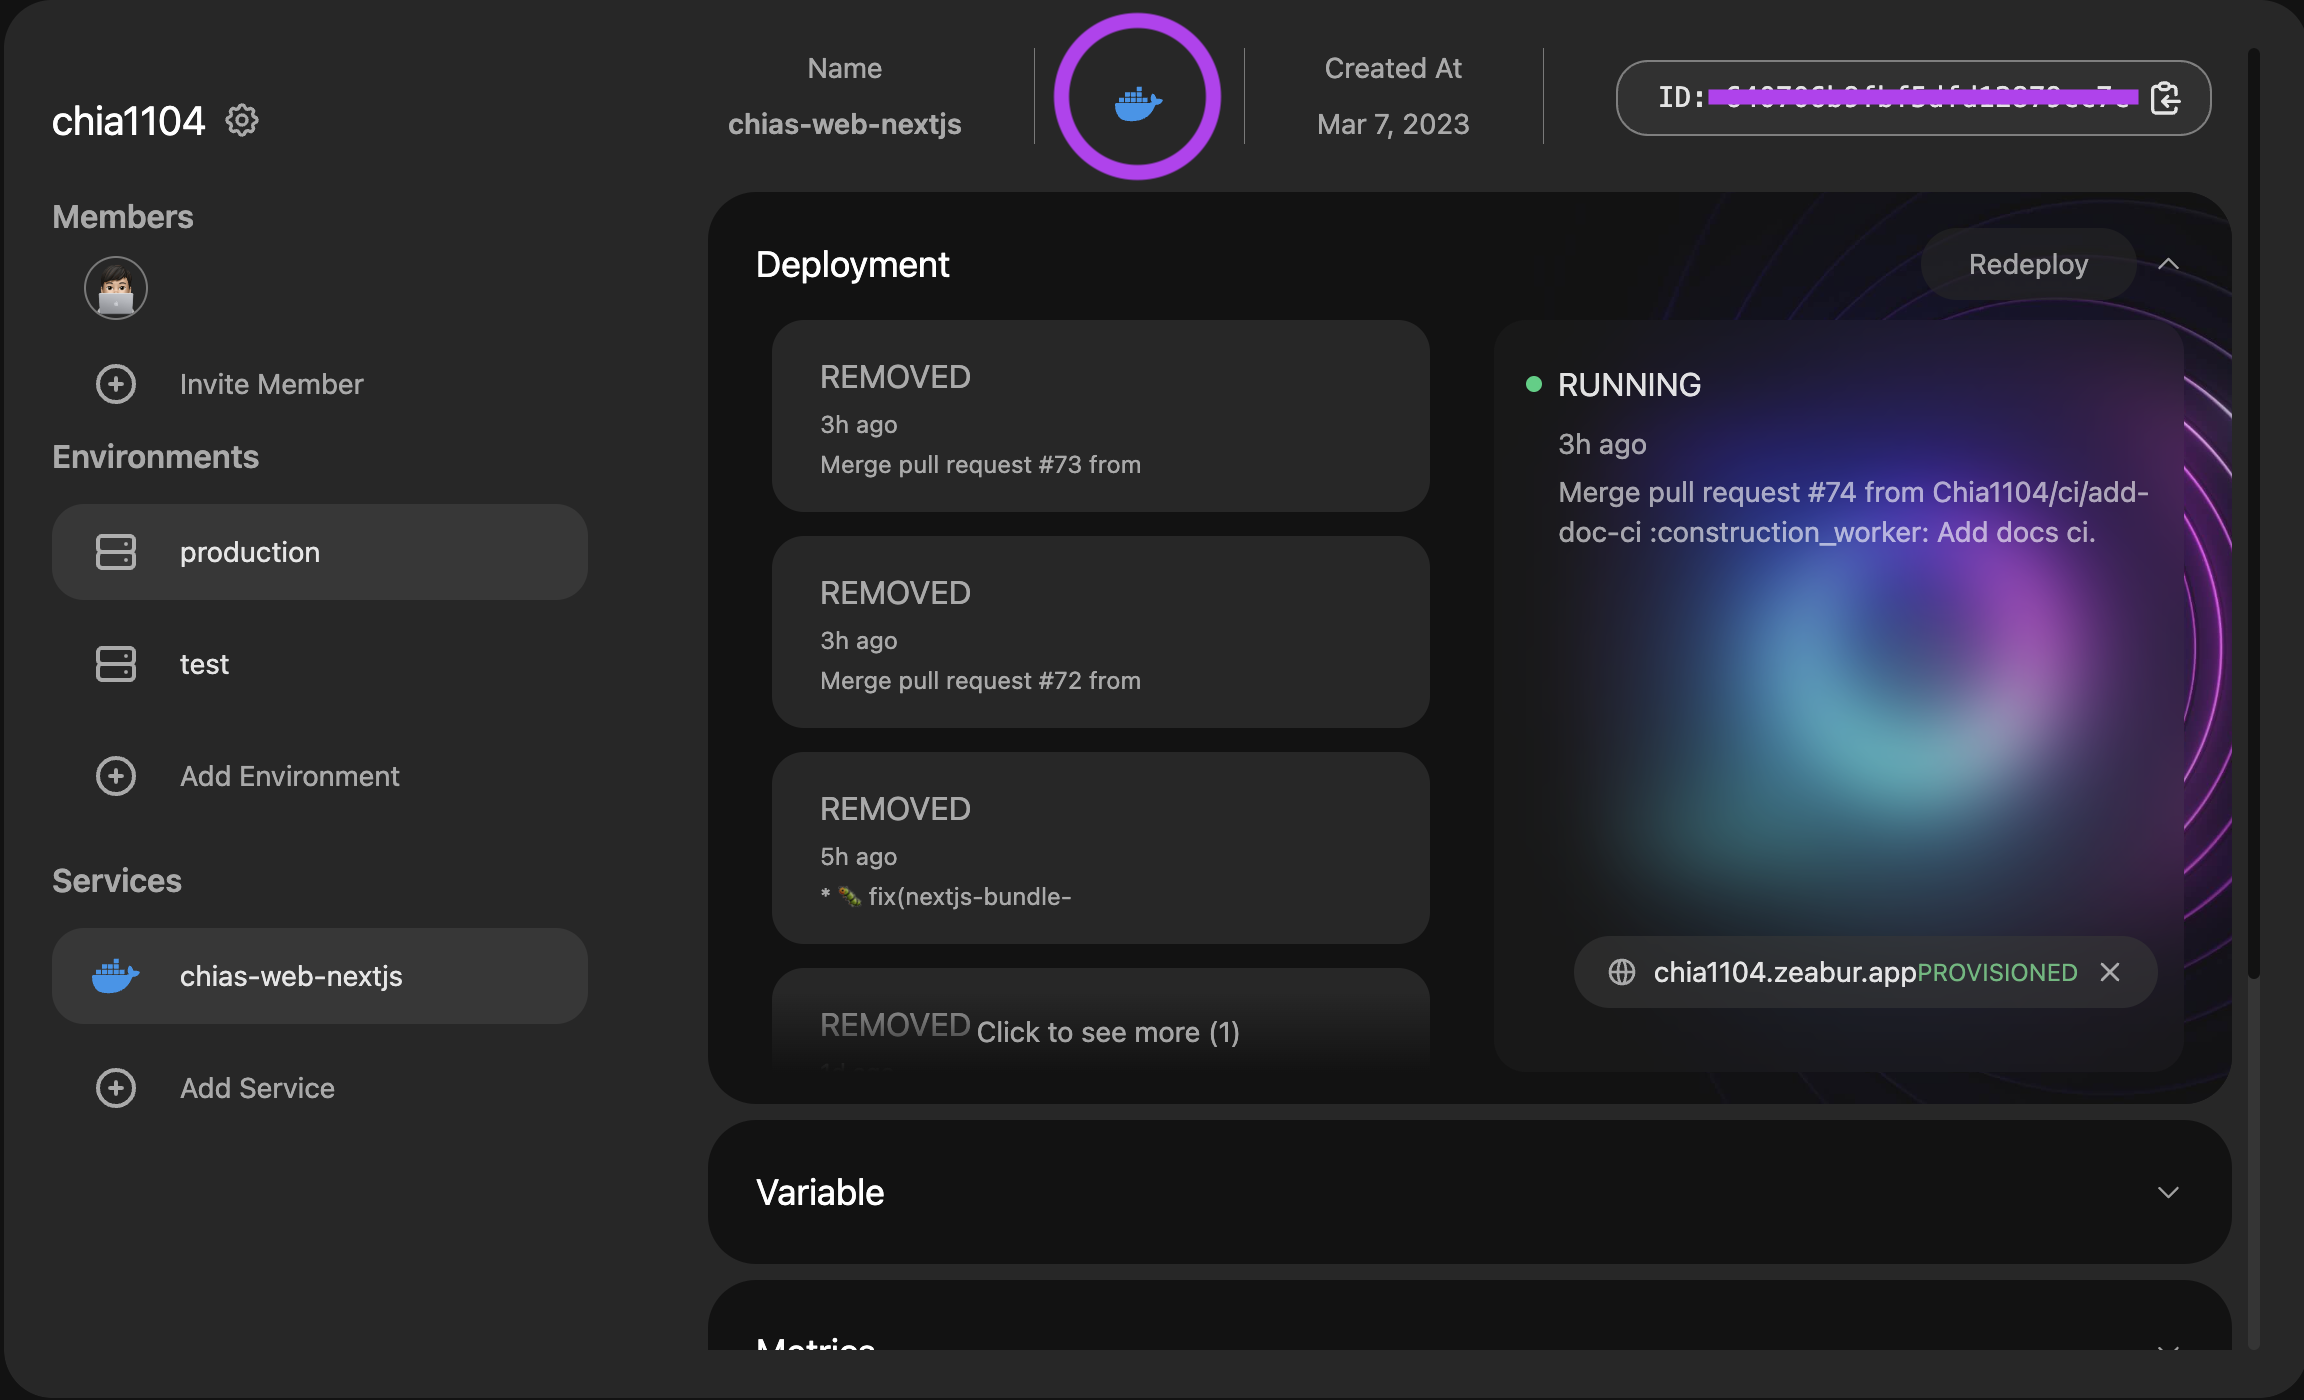 chia1104
Members
Invite Member
Environments
production
test
Add Environment
Services
chias-web-nextjs
Add Service
Name
chias-web-nextjs
Created At
Mar 7, 2023
ID:
Deployment
Redeploy
REMOVED
3h ago
Merge pull request #73 from
REMOVED
3h ago
Merge pull request #72 from
REMOVED
5h ago
* 🐛 fix(nextjs-bundle-
REMOVED
Click to see more (1)
RUNNING
3h ago
Merge pull request #74 from Chia1104/ci/add-
doc-ci :construction_worker: Add docs ci.
chia1104.zeabur.app PROVISIONED
Variable
Metrics